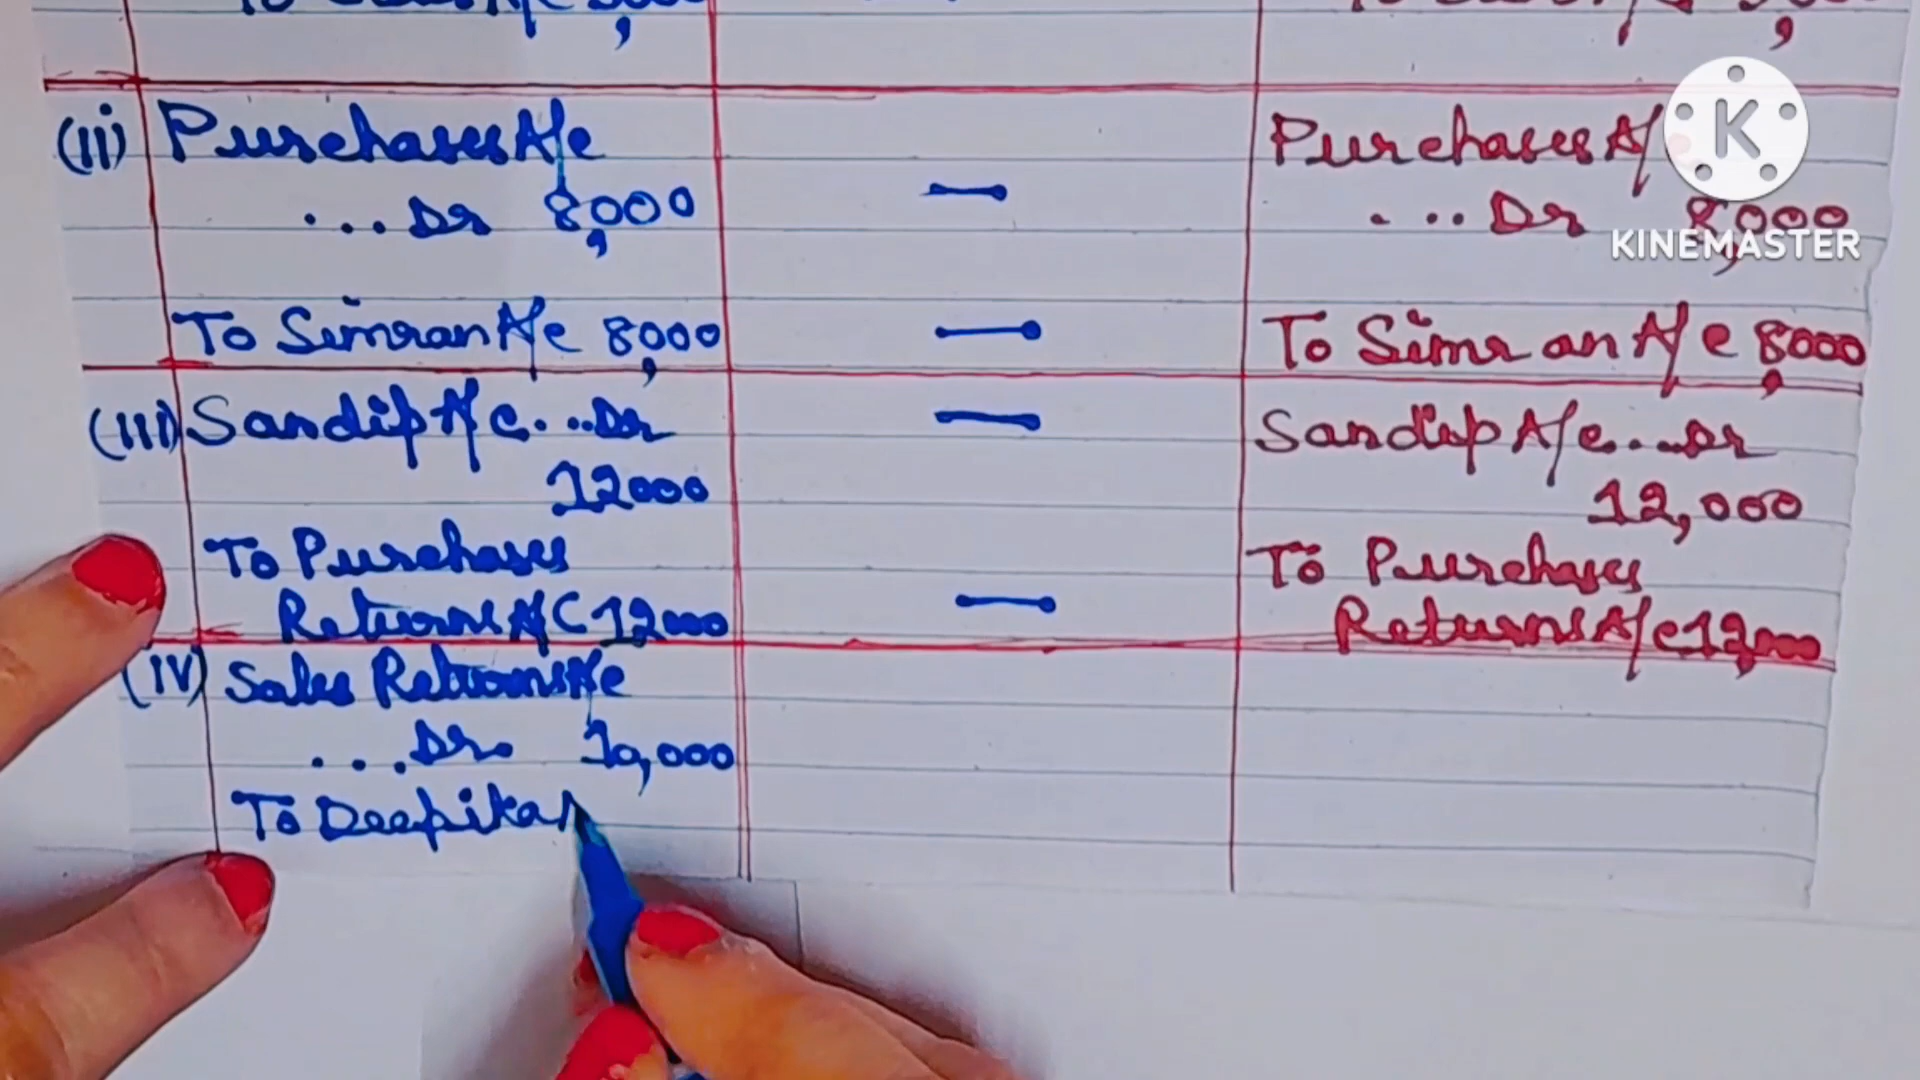 (ii) Purchases A/c
... Dr 8,000
To Simran A/c 8,000
(III) Sandip A/c... Dr
12000
To Purchases
Returns A/C 12000
(IV) Sales Returns A/c
... Dr. 10,000
To Deepika
—
—
—
—
Purchases A/
... Dr 8,000
To Simran A/c 8,000
Sandip A/c... Dr
12,000
To Purchases
Returns A/c 12,000
K
KINEMASTER